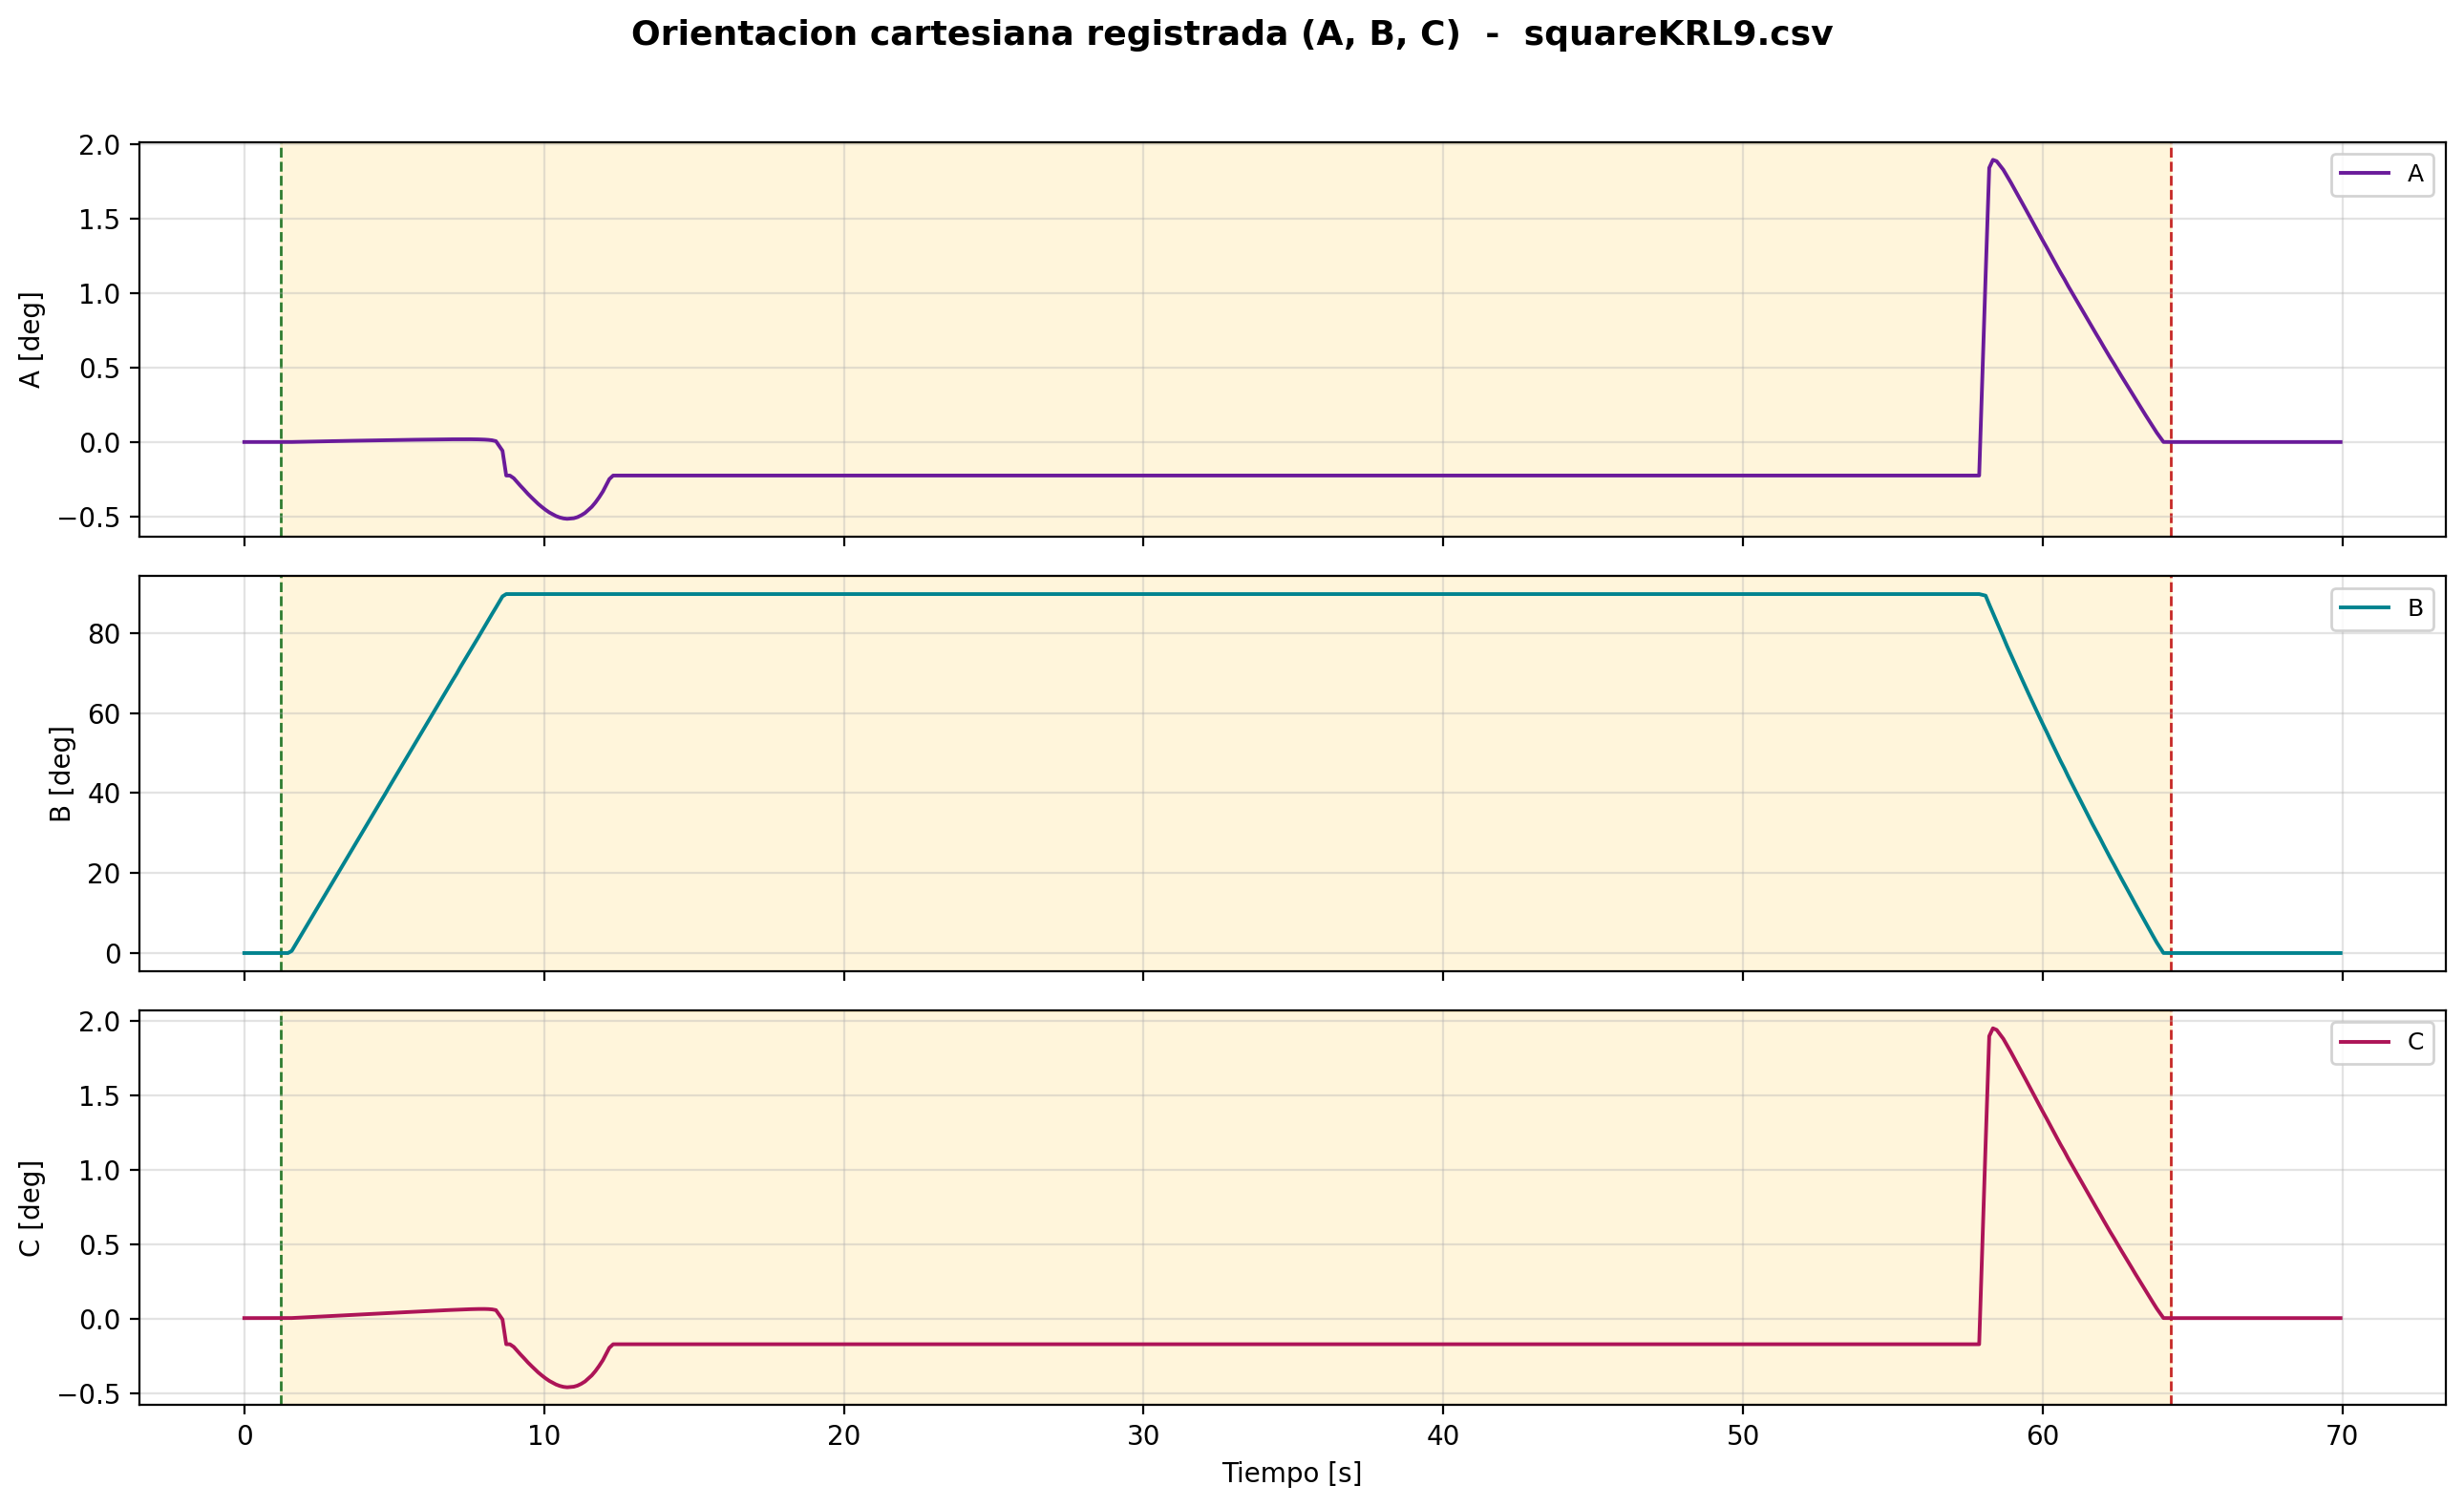 Orientacion cartesiana registrada (A, B, C)  -  squareKRL9.csv
2.0
1.5
1.0
0.5
0.0
−0.5
A [deg]
A
80
60
40
20
0
B [deg]
B
2.0
1.5
1.0
0.5
0.0
−0.5
C [deg]
C
0 10 20 30 40 50 60 70
Tiempo [s]